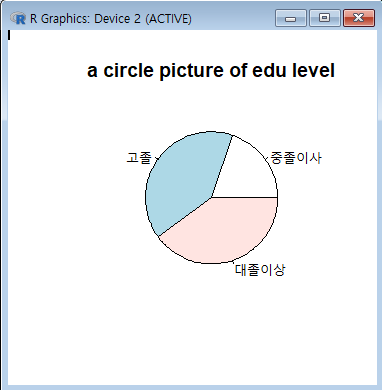 R Graphics: Device 2 (ACTIVE)
a circle picture of edu level
고졸
중졸이사
대졸이상